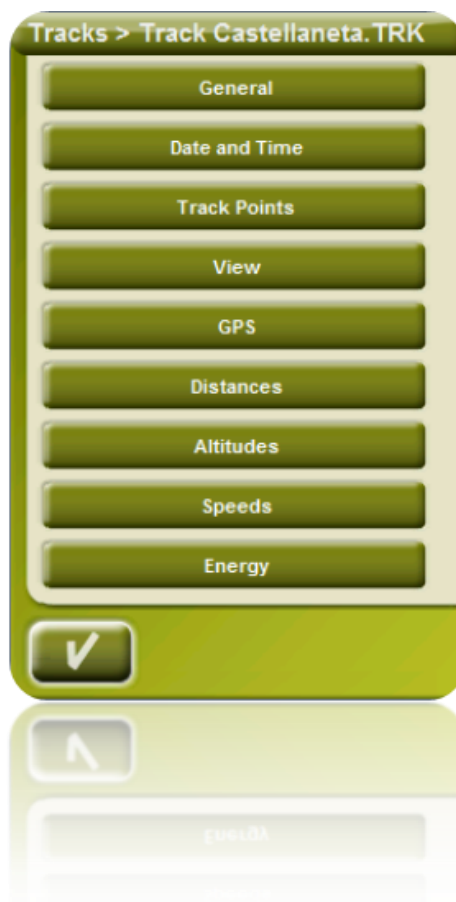 Tracks > Track Castellaneta.TRK
General
Date and Time
Track Points
View
GPS
Distances
Altitudes
Speeds
Energy